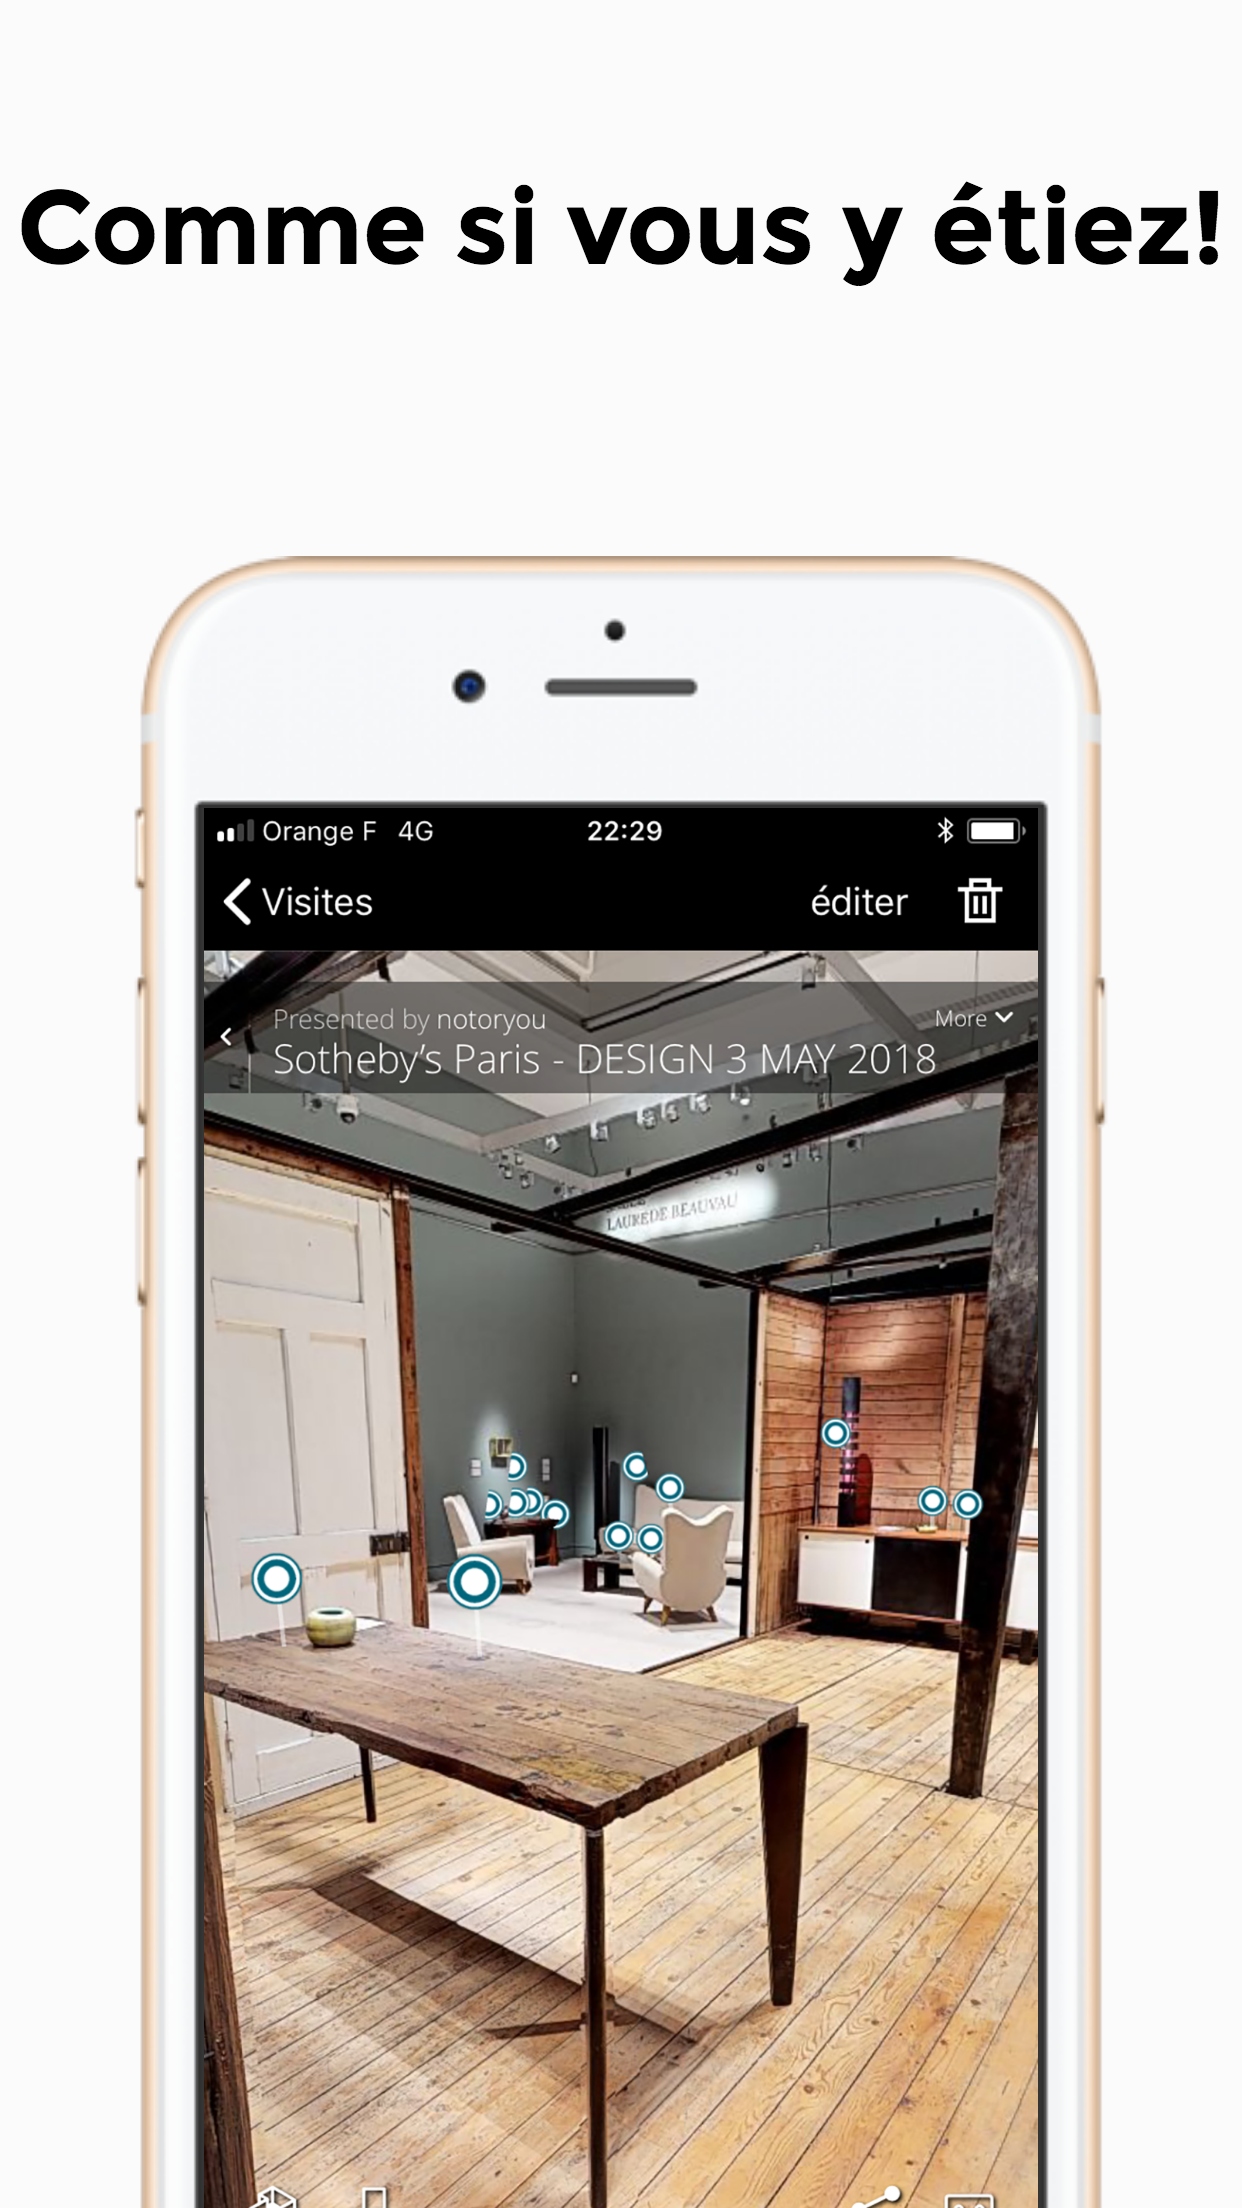 Comme si vous y étiez!
Orange F 4G 22:29
Visites éditer
Presented by notoryou More
Sotheby's Paris - DESIGN 3 MAY 2018
LAURE DE BEAUVAU